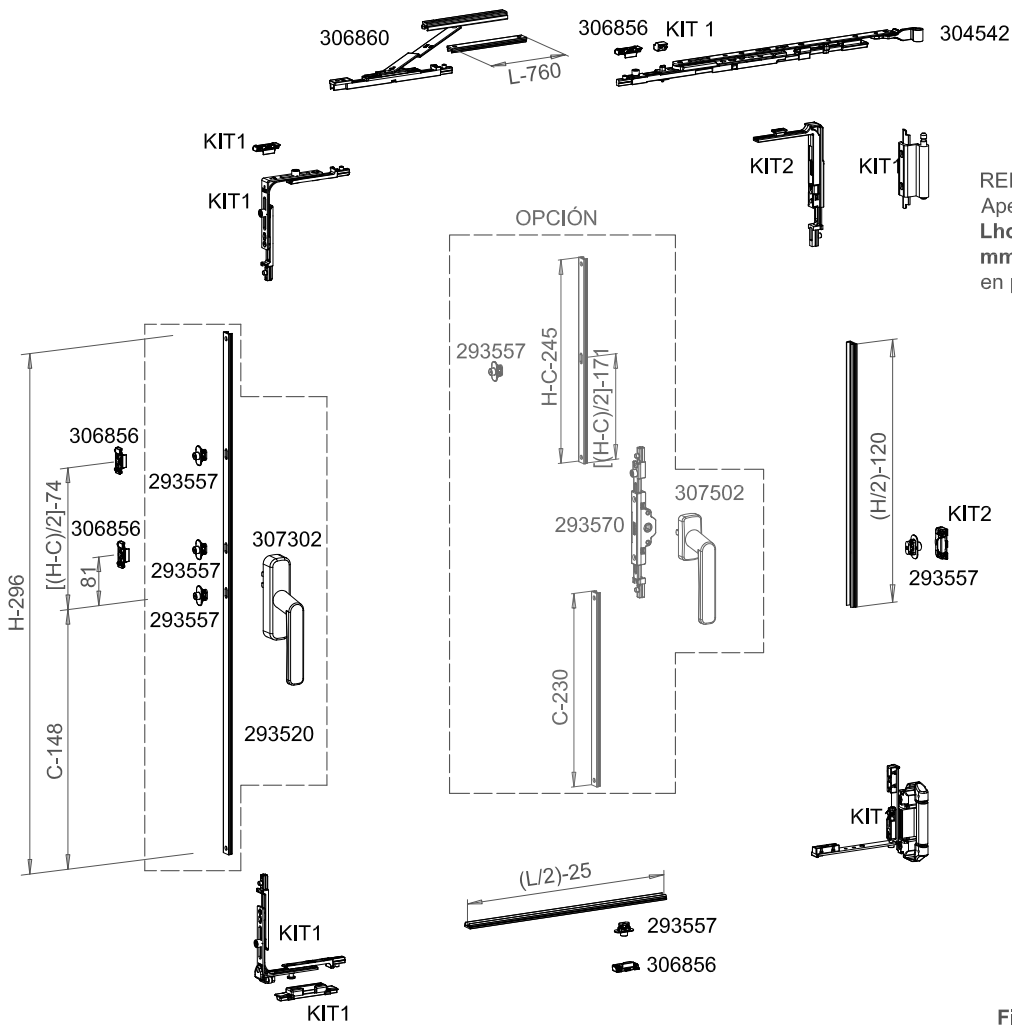 306860
306856
KIT 1
304542
L-760
KIT1
KIT1
KIT2
KIT1
Ape
Lho
mm
en p
OPCIÓN
293557
H-C-245
[(H-C)/2]-171
306856
293557
306856
293557
293557
307302
[(H-C)/2]-74
81
H-296
C-148
293520
293570
307502
C-230
(H/2)-120
KIT2
293557
KIT
(L/2)-25
293557
306856
KIT1
KIT1
Fi